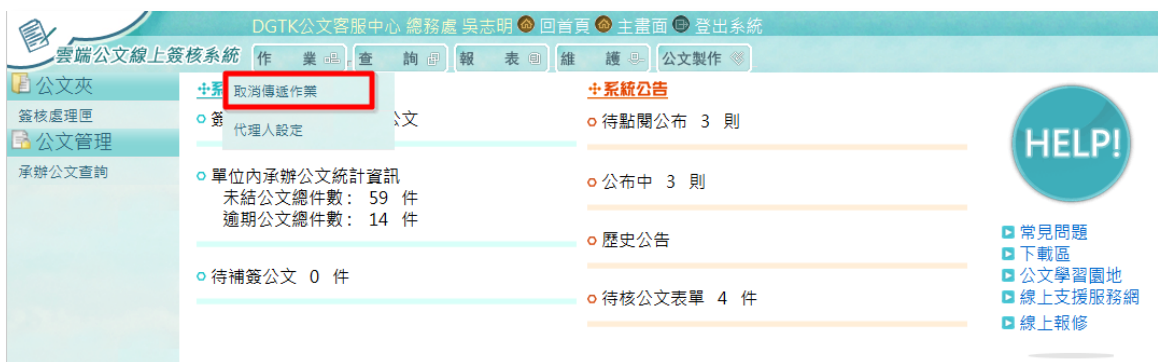 DGTK公文客服中心 總務處 吳志明 回首頁 主畫面 登出系統
雲端公文線上簽核系統 作 業 查 詢 報 表 維 護 公文製作
公文夾
簽核處理匣
公文管理
承辦公文查詢
系
取消傳遞作業
簽 文
代理人設定
單位內承辦公文統計資訊
未結公文總件數: 59 件
逾期公文總件數: 14 件
待補簽公文 0 件
系統公告
待點閱公布 3 則
公布中 3 則
歷史公告
待核公文表單 4 件
HELP!
常見問題
下載區
公文學習園地
線上支援服務網
線上報修